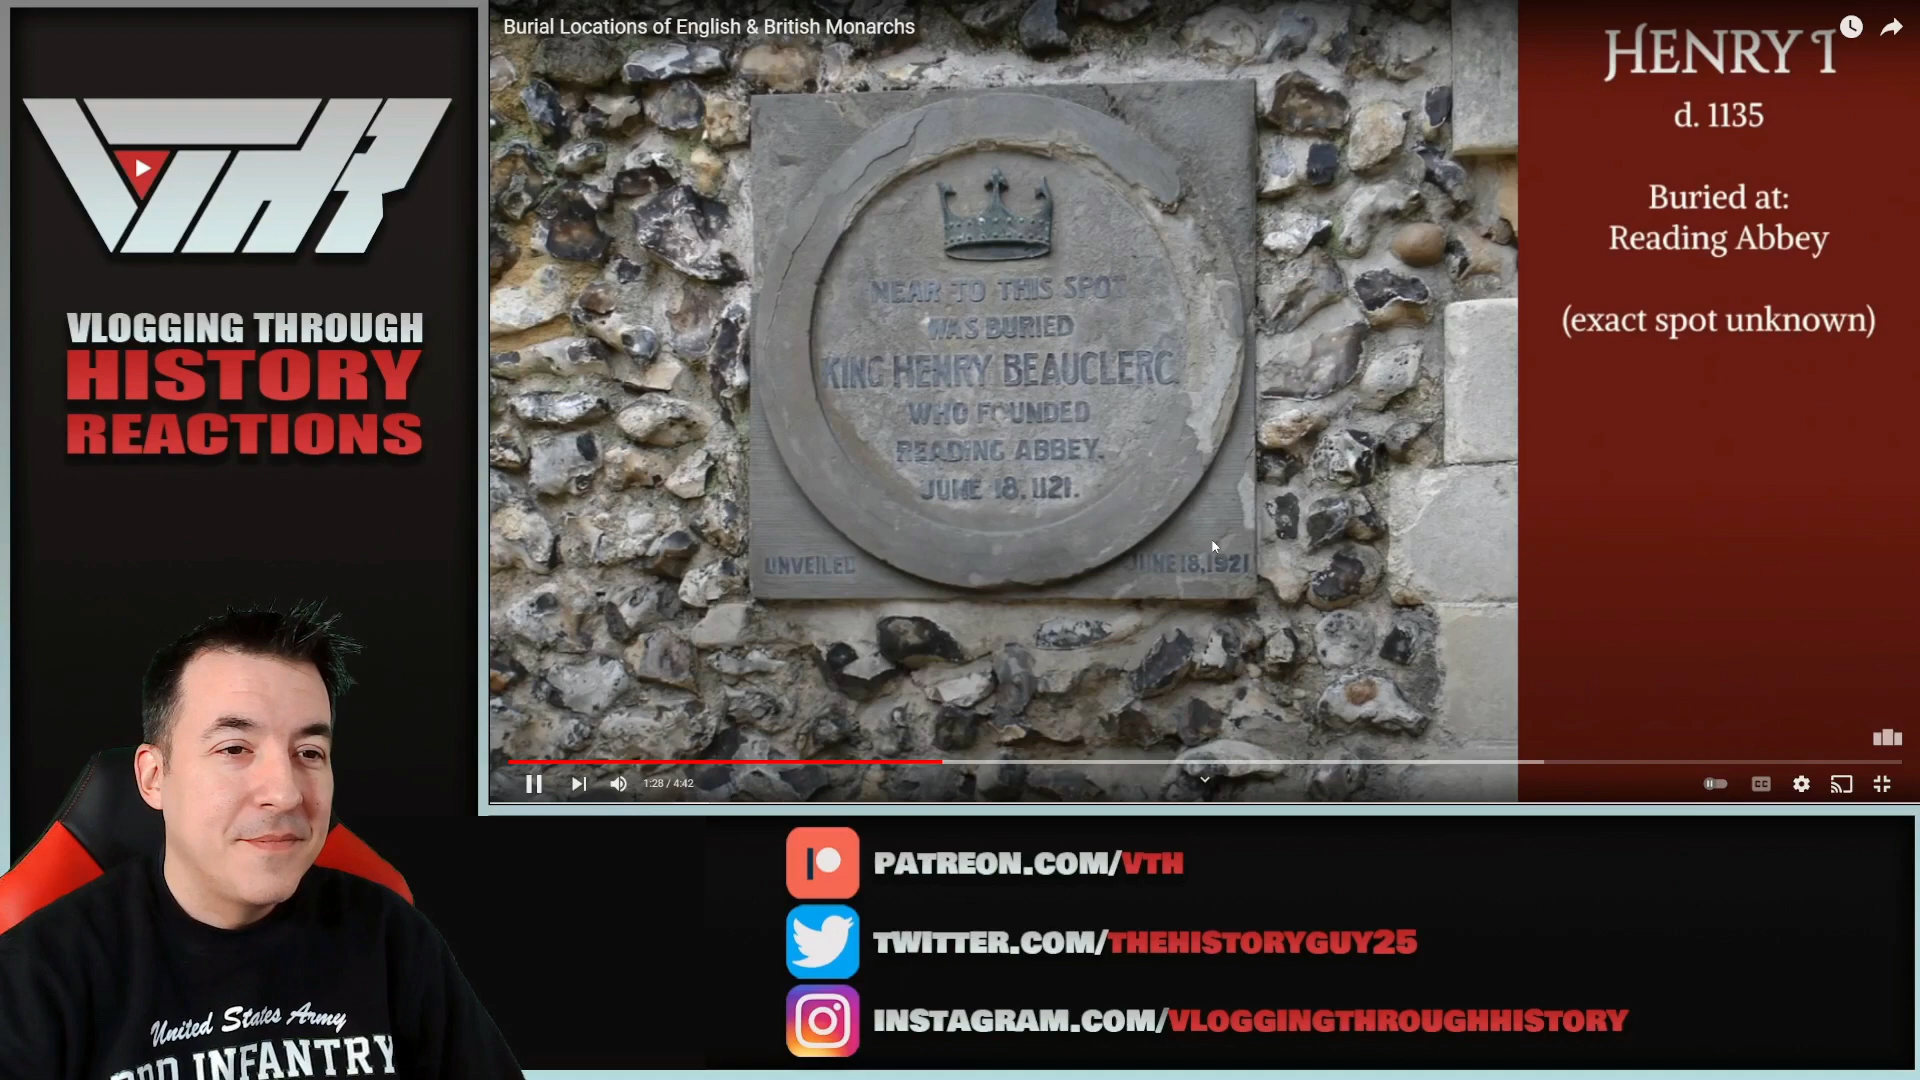 VTH
VLOGGING THROUGH
HISTORY
REACTIONS
United States Army
INFANTRY
Burial Locations of English & British Monarchs
NEAR TO THIS SPOT
WAS BURIED
KING HENRY BEAUCLERC
WHO FOUNDED
READING ABBEY.
JUNE 18. 1121.
UNVEILED
JUNE 18, 1921
HENRY I
d. 1135
Buried at:
Reading Abbey
(exact spot unknown)
1:28 / 4:42
CC
PATREON.COM/VTH
TWITTER.COM/THEHISTORYGUY25
INSTAGRAM.COM/VLOGGINGTHROUGHHISTORY